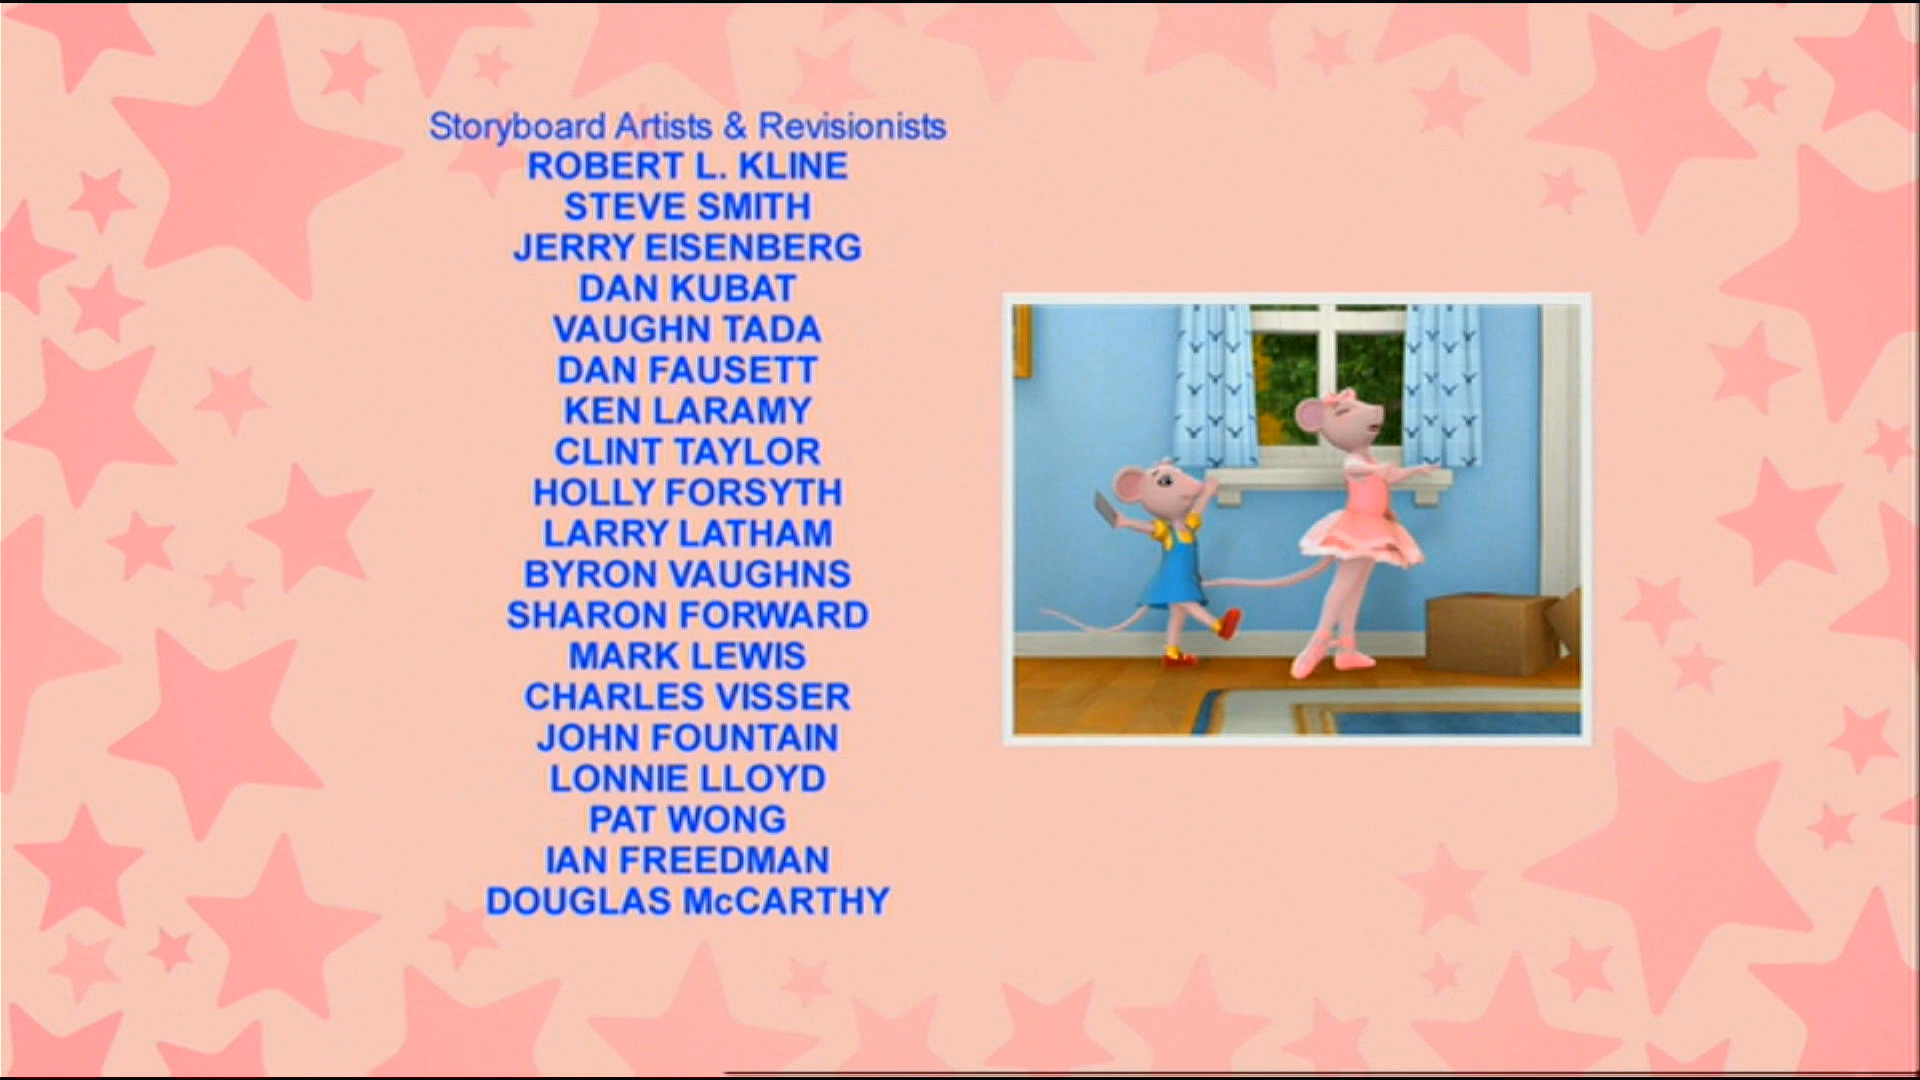 Storyboard Artists & Revisionists
ROBERT L. KLINE
STEVE SMITH
JERRY EISENBERG
DAN KUBAT
VAUGHN TADA
DAN FAUSETT
KEN LARAMY
CLINT TAYLOR
HOLLY FORSYTH
LARRY LATHAM
BYRON VAUGHNS
SHARON FORWARD
MARK LEWIS
CHARLES VISSER
JOHN FOUNTAIN
LONNIE LLOYD
PAT WONG
IAN FREEDMAN
DOUGLAS McCARTHY